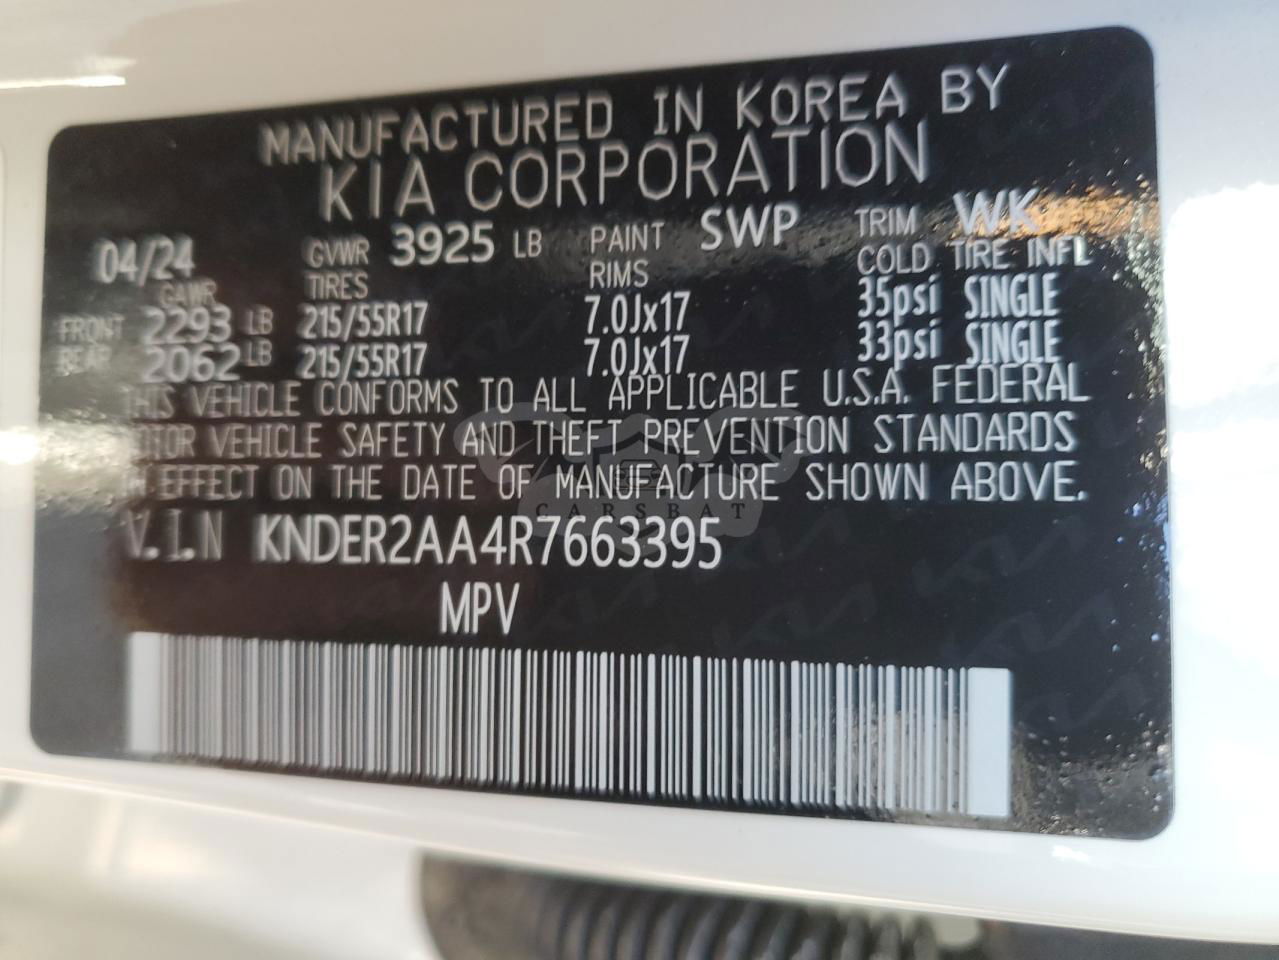 MANUFACTURED IN KOREA BY
KIA CORPORATION
04/24 GVWR 3925 LB PAINT SWP TRIM WK
GAWR TIRES RIMS COLD TIRE INFL
FRONT 2293 LB 215/55R17 7.0Jx17 35psi SINGLE
REAR 2062 LB 215/55R17 7.0Jx17 33psi SINGLE
THIS VEHICLE CONFORMS TO ALL APPLICABLE U.S.A. FEDERAL
MOTOR VEHICLE SAFETY AND THEFT PREVENTION STANDARDS
IN EFFECT ON THE DATE OF MANUFACTURE SHOWN ABOVE.
CARSBAT
V.I.N KNDER2AA4R7663395
MPV